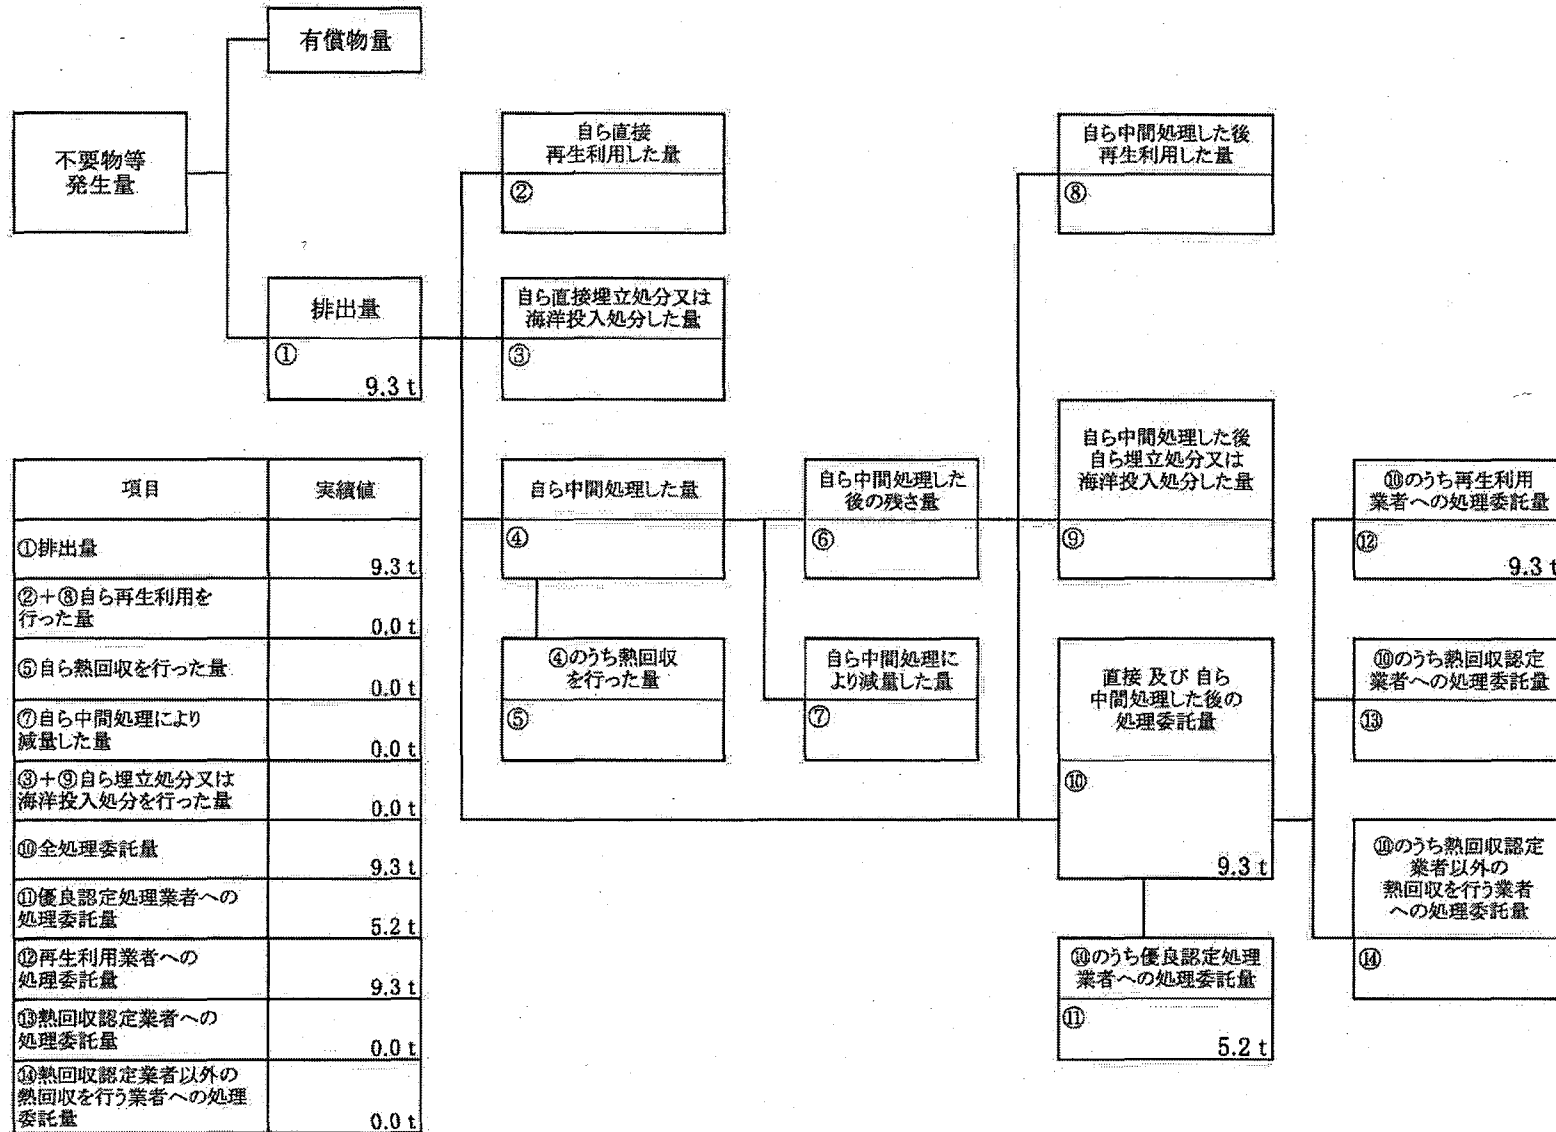 有償物量
不要物等
発生量
自ら直接
再生利用した量
②
自ら中間処理した後
再生利用した量
⑧
排出量
①
9.3 t
自ら直接埋立処分又は
海洋投入処分した量
③
自ら中間処理した量
④
自ら中間処理した
後の残さ量
⑥
自ら中間処理した後
自ら埋立処分又は
海洋投入処分した量
⑨
⑩のうち再生利用
業者への処理委託量
⑫
9.3 t
④のうち熱回収
を行った量
⑤
自ら中間処理に
より減量した量
⑦
直接 及び 自ら
中間処理した後の
処理委託量
⑩
9.3 t
⑩のうち熱回収認定
業者への処理委託量
⑬
⑩のうち熱回収認定
業者以外の
熱回収を行う業者
への処理委託量
⑭
⑩のうち優良認定処理
業者への処理委託量
⑪
5.2 t
項目 実績値
①排出量
9.3 t
②+⑧自ら再生利用を
行った量
0.0 t
⑤自ら熱回収を行った量
0.0 t
⑦自ら中間処理により
減量した量
0.0 t
③+⑨自ら埋立処分又は
海洋投入処分を行った量
0.0 t
⑩全処理委託量
9.3 t
⑪優良認定処理業者への
処理委託量
5.2 t
⑫再生利用業者への
処理委託量
9.3 t
⑬熱回収認定業者への
処理委託量
0.0 t
⑭熱回収認定業者以外の
熱回収を行う業者への処理
委託量
0.0 t